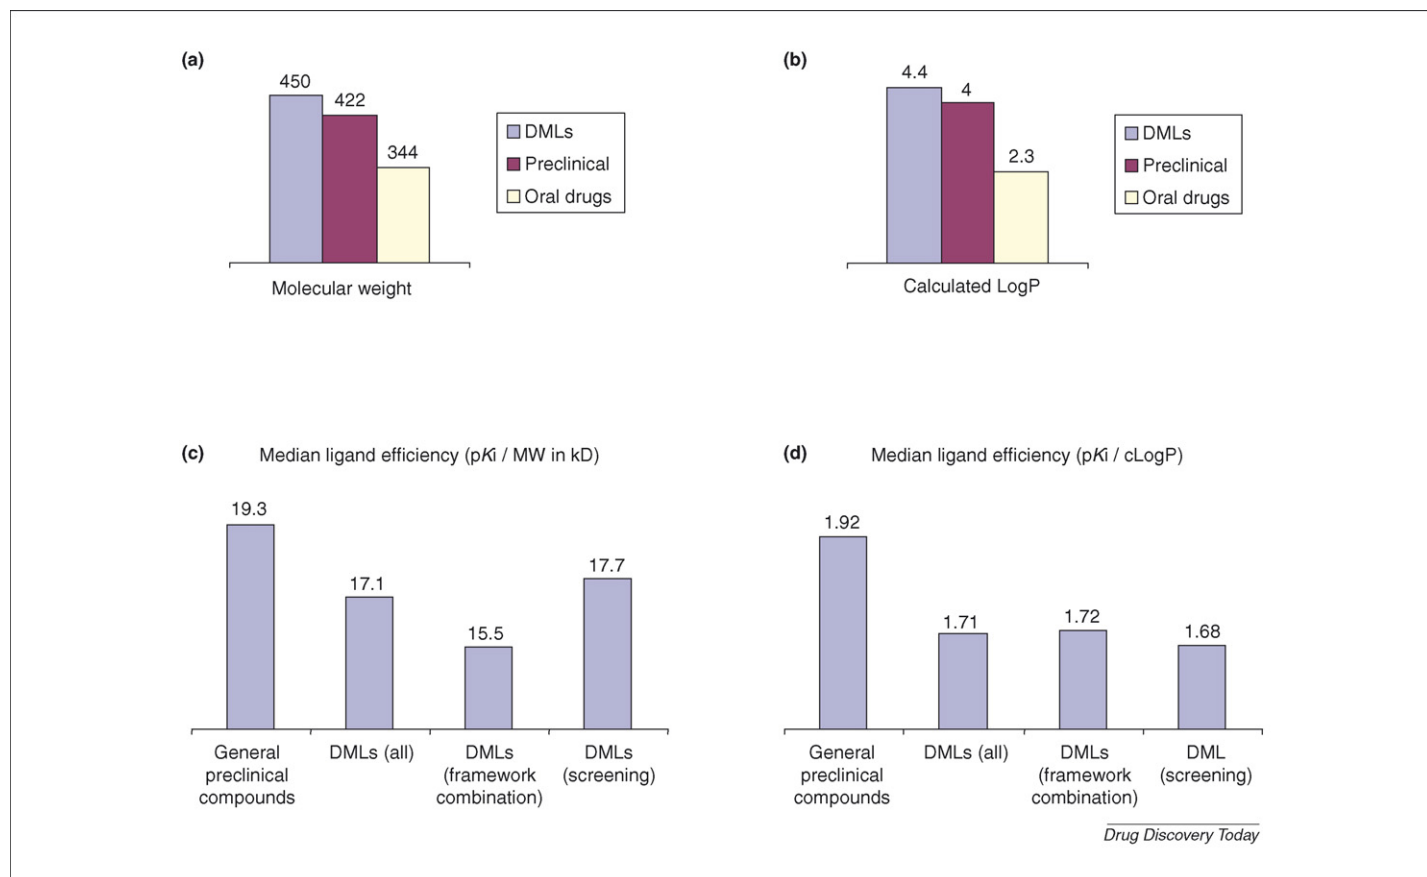 (a)
450
422
344
DMLs
Preclinical
Oral drugs
Molecular weight
(b)
4.4
4
2.3
DMLs
Preclinical
Oral drugs
Calculated LogP
(c)
Median ligand efficiency (pKi / MW in kD)
19.3
17.1
15.5
17.7
General
preclinical
compounds
DMLs (all)
DMLs
(framework
combination)
DMLs
(screening)
(d)
Median ligand efficiency (pKi / cLogP)
1.92
1.71
1.72
1.68
General
preclinical
compounds
DMLs (all)
DMLs
(framework
combination)
DML
(screening)
Drug Discovery Today